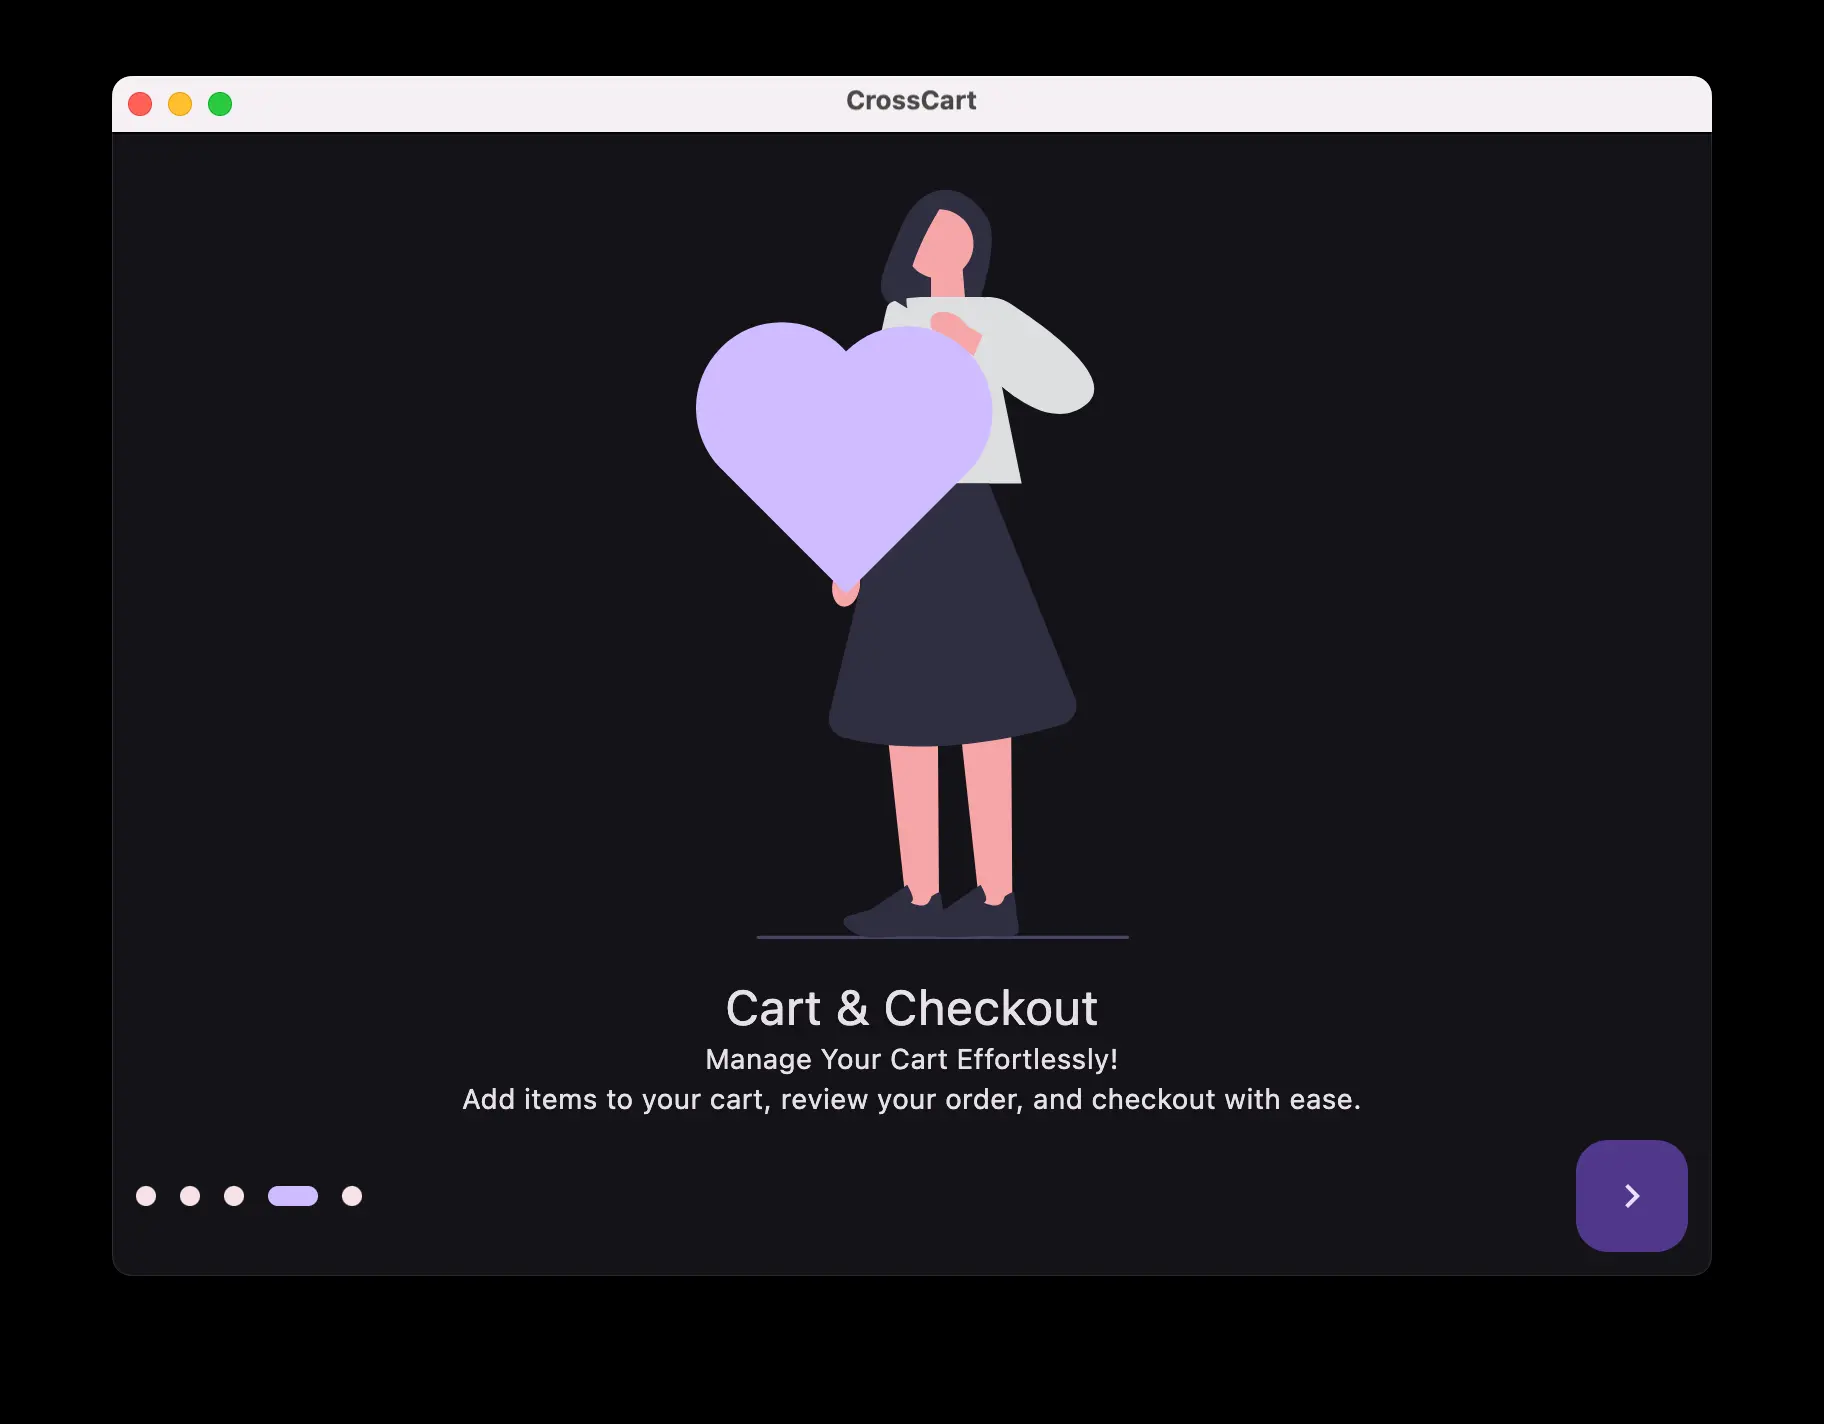 CrossCart
Cart & Checkout
Manage Your Cart Effortlessly!
Add items to your cart, review your order, and checkout with ease.